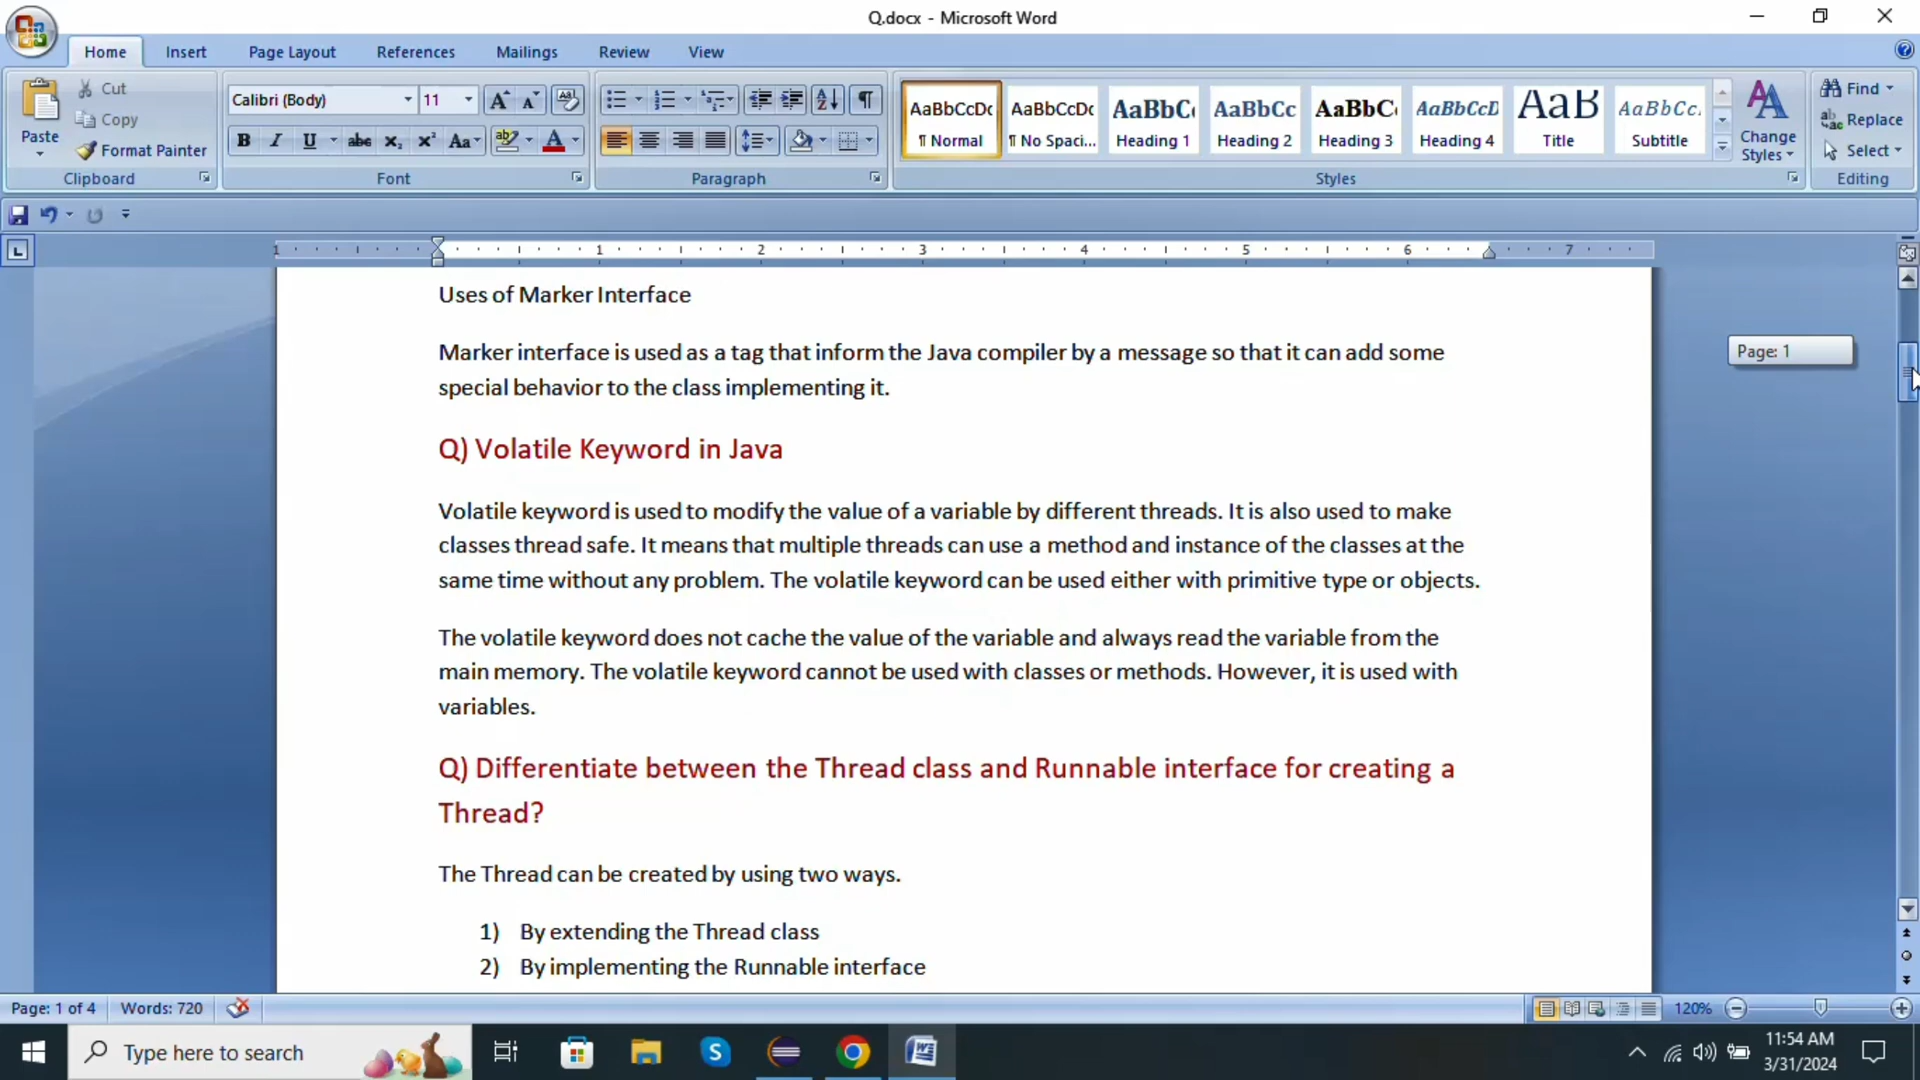 Q.docx - Microsoft Word
Home Insert Page Layout References Mailings Review View
Paste
Cut
Copy
Format Painter
Clipboard
Calibri (Body) 11
Font
Paragraph
AaBbCcDc AaBbCcDc AaBbC AaBbCc AaBbC AaBbCcD AaB AaBbCc.
¶ Normal ¶ No Spaci... Heading 1 Heading 2 Heading 3 Heading 4 Title Subtitle
Change Styles
Styles
Find
Replace
Select
Editing
1 1 2 3 4 5 6 7
Uses of Marker Interface
Page: 1
Marker interface is used as a tag that inform the Java compiler by a message so that it can add some
special behavior to the class implementing it.
Q) Volatile Keyword in Java
Volatile keyword is used to modify the value of a variable by different threads. It is also used to make
classes thread safe. It means that multiple threads can use a method and instance of the classes at the
same time without any problem. The volatile keyword can be used either with primitive type or objects.
The volatile keyword does not cache the value of the variable and always read the variable from the
main memory. The volatile keyword cannot be used with classes or methods. However, it is used with
variables.
Q) Differentiate between the Thread class and Runnable interface for creating a
Thread?
The Thread can be created by using two ways.
1) By extending the Thread class
2) By implementing the Runnable interface
Page: 1 of 4 Words: 720 120%
Type here to search
11:54 AM
3/31/2024